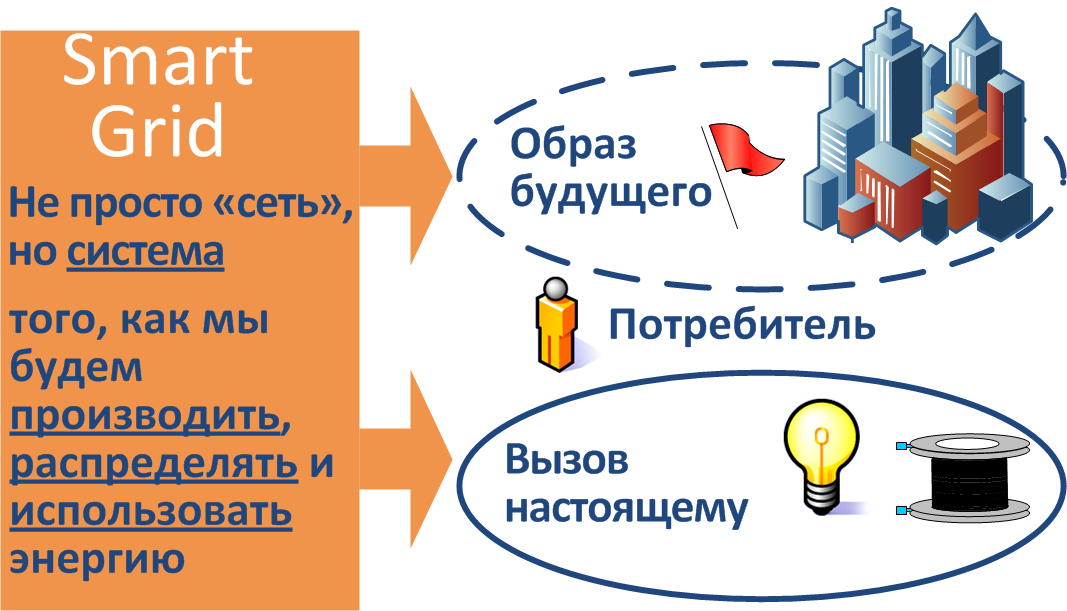 Smart
Grid
Не просто «сеть»,
но система
того, как мы
будем
производить,
распределять и
использовать
энергию
Образ
будущего
Потребитель
Вызов
настоящему